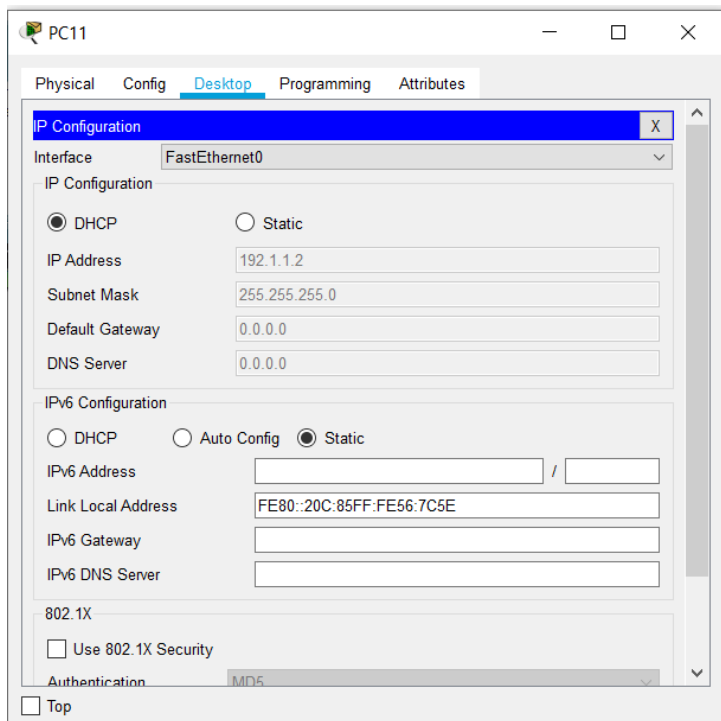 PC11
Physical Config Desktop Programming Attributes
IP Configuration X
Interface FastEthernet0
IP Configuration
DHCP Static
IP Address 192.1.1.2
Subnet Mask 255.255.255.0
Default Gateway 0.0.0.0
DNS Server 0.0.0.0
IPv6 Configuration
DHCP Auto Config Static
IPv6 Address /
Link Local Address FE80::20C:85FF:FE56:7C5E
IPv6 Gateway
IPv6 DNS Server
802.1X
Use 802.1X Security
Authentication MD5
Top